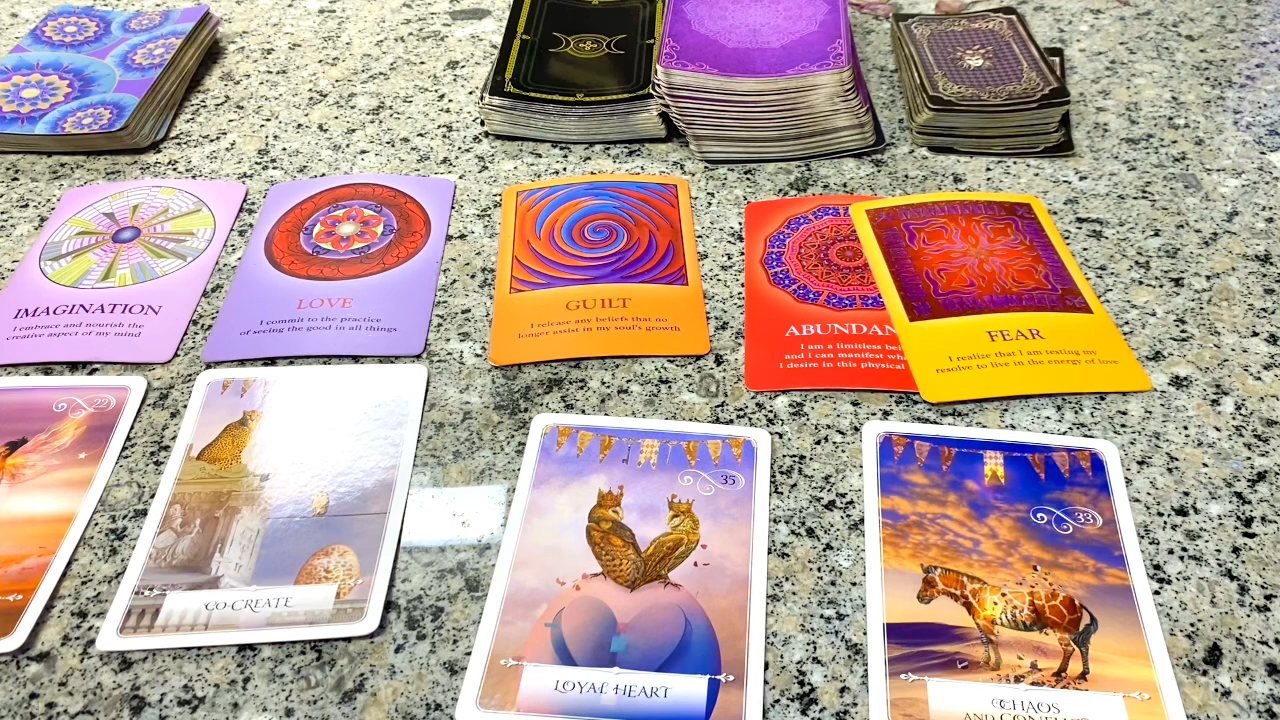 IMAGINATION
I embrace and nourish the
creative aspect of my mind
LOVE
I commit to the practice
of seeing the good in all things
GUILT
I release any beliefs that no
longer assist in my soul's growth
ABUNDAN
I am a limitless bei
and I can manifest wha
I desire in this physical
FEAR
I realize that I am testing my
resolve to live in the energy of love
22
CO-CREATE
35
LOYAL HEART
33
CHAOS
AND